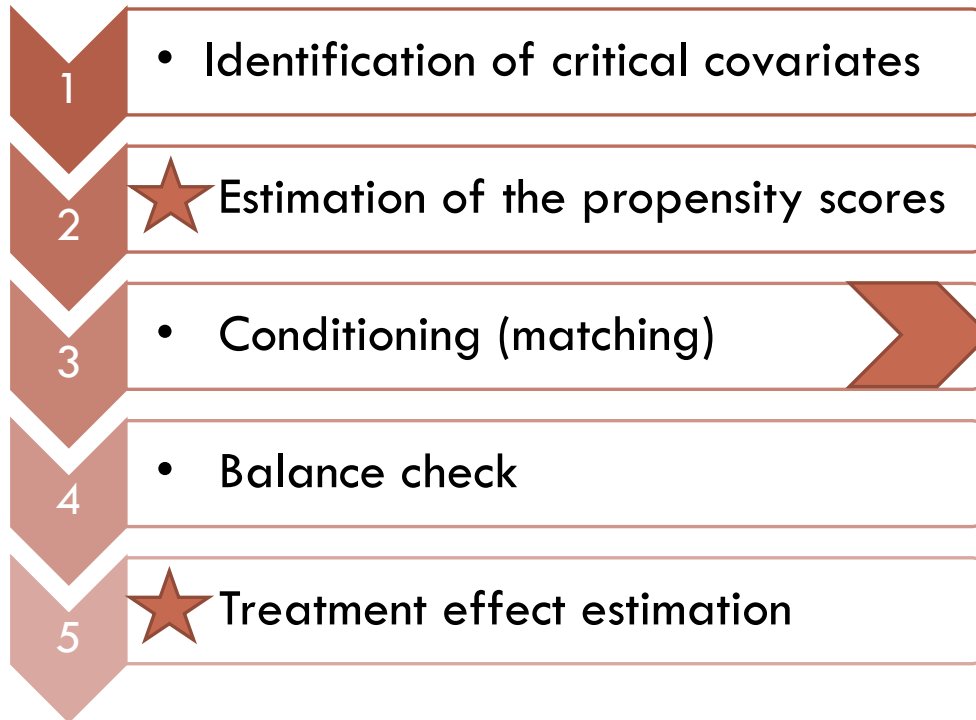 1 • Identification of critical covariates
2 Estimation of the propensity scores
3 • Conditioning (matching)
4 • Balance check
5 Treatment effect estimation